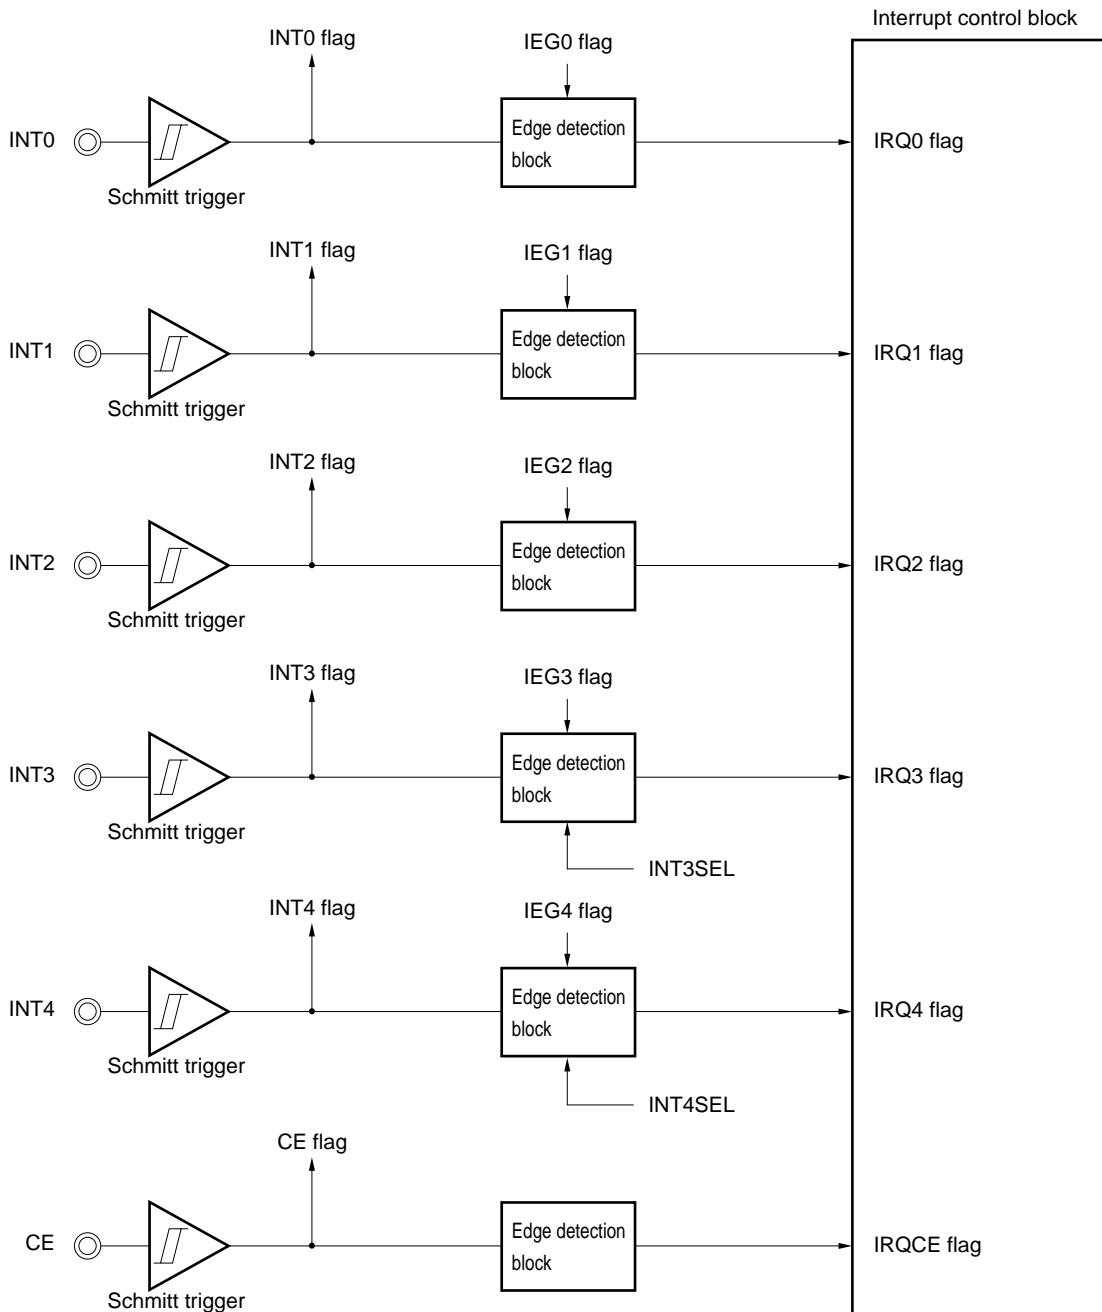 Interrupt control block
INT0 flag
IEG0 flag
INT0
Edge detection
block
IRQ0 flag
Schmitt trigger
INT1 flag
IEG1 flag
INT1
Edge detection
block
IRQ1 flag
Schmitt trigger
INT2 flag
IEG2 flag
INT2
Edge detection
block
IRQ2 flag
Schmitt trigger
INT3 flag
IEG3 flag
INT3
Edge detection
block
IRQ3 flag
Schmitt trigger
INT3SEL
INT4 flag
IEG4 flag
INT4
Edge detection
block
IRQ4 flag
Schmitt trigger
INT4SEL
CE flag
CE
Edge detection
block
IRQCE flag
Schmitt trigger